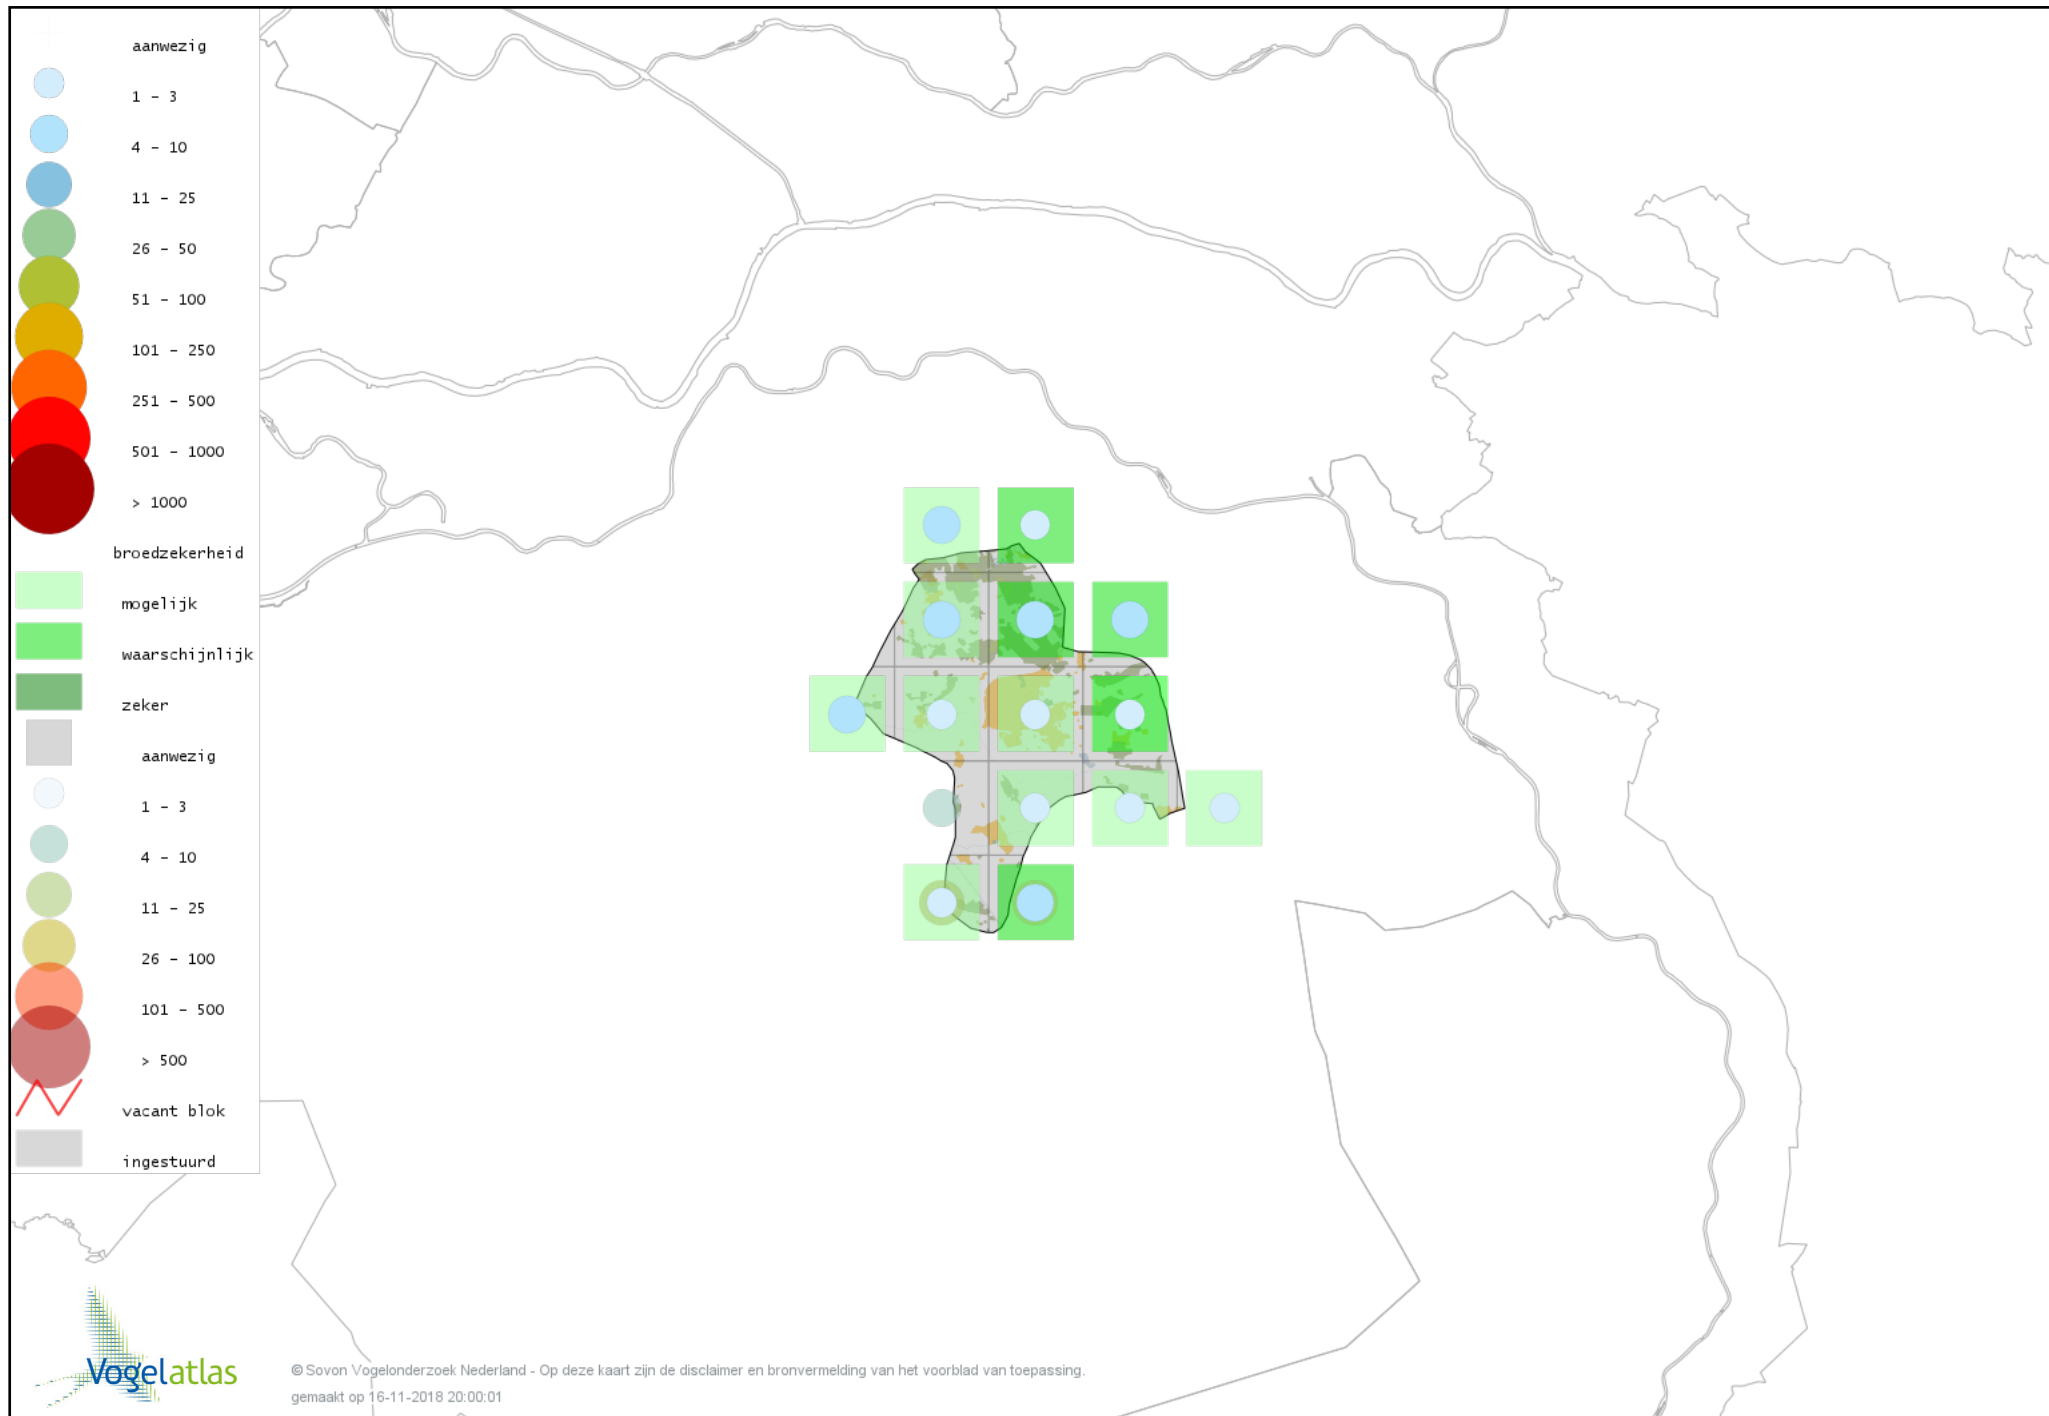 aanwezig
1 - 3
4 - 10
11 - 25
26 - 50
51 - 100
101 - 250
251 - 500
501 - 1000
> 1000
broedzekerheid
mogelijk
waarschijnlijk
zeker
aanwezig
1 - 3
4 - 10
11 - 25
26 - 100
101 - 500
> 500
vacant blok
ingestuurd
Vogelatlas
© Sovon Vogelonderzoek Nederland - Op deze kaart zijn de disclaimer en bronvermelding van het voorblad van toepassing.
gemaakt op 16-11-2018 20:00:01